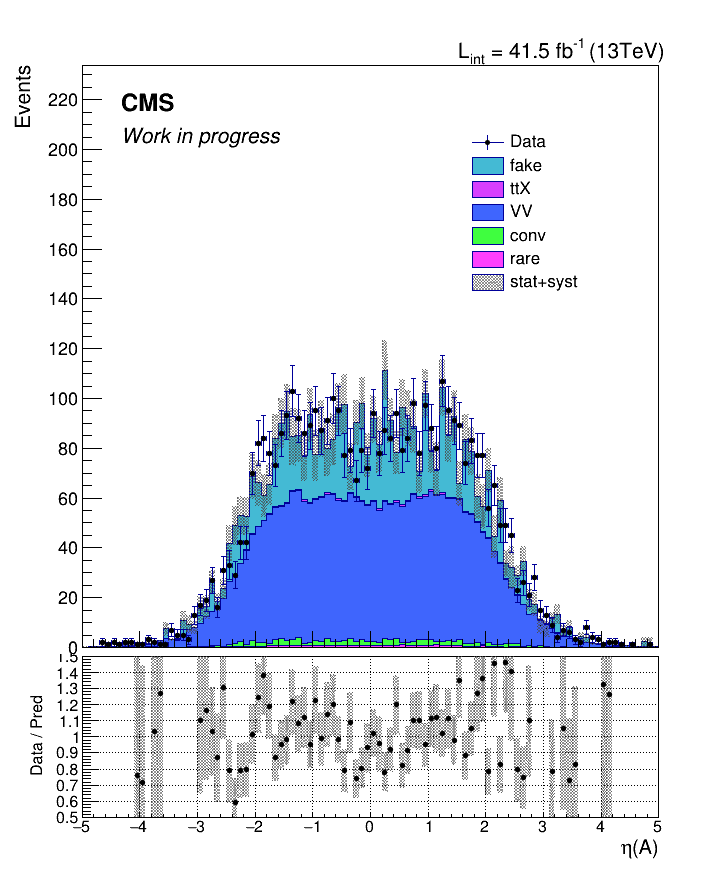 L_int = 41.5 fb^-1 (13TeV)
Events
CMS
Work in progress
220
200
180
160
140
120
100
80
60
40
20
0
Data
fake
ttX
VV
conv
rare
stat+syst
Data / Pred
1.5
1.4
1.3
1.2
1.1
1
0.9
0.8
0.7
0.6
0.5
−5 −4 −3 −2 −1 0 1 2 3 4 5
η(A)